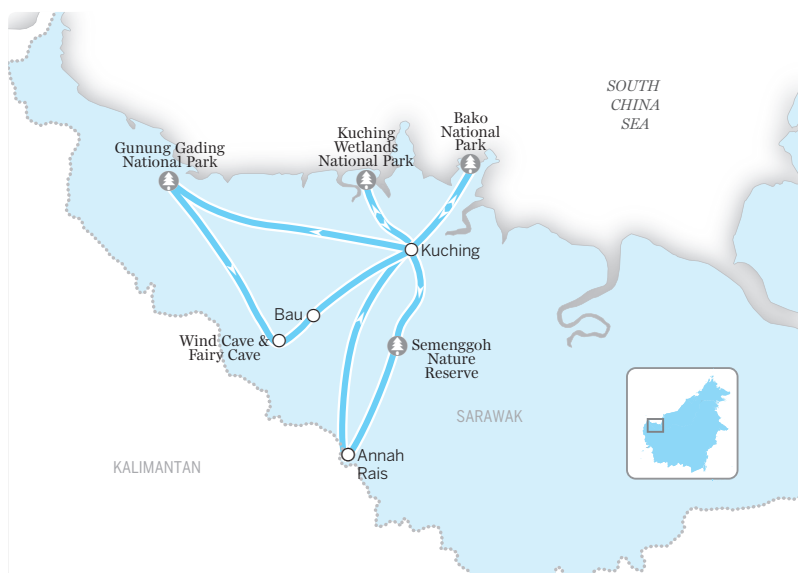 SOUTH
CHINA
SEA
Bako
National
Park
Kuching
Wetlands
National Park
Gunung Gading
National Park
Kuching
Bau
Wind Cave &
Fairy Cave
Semenggoh
Nature
Reserve
SARAWAK
Annah
Rais
KALIMANTAN